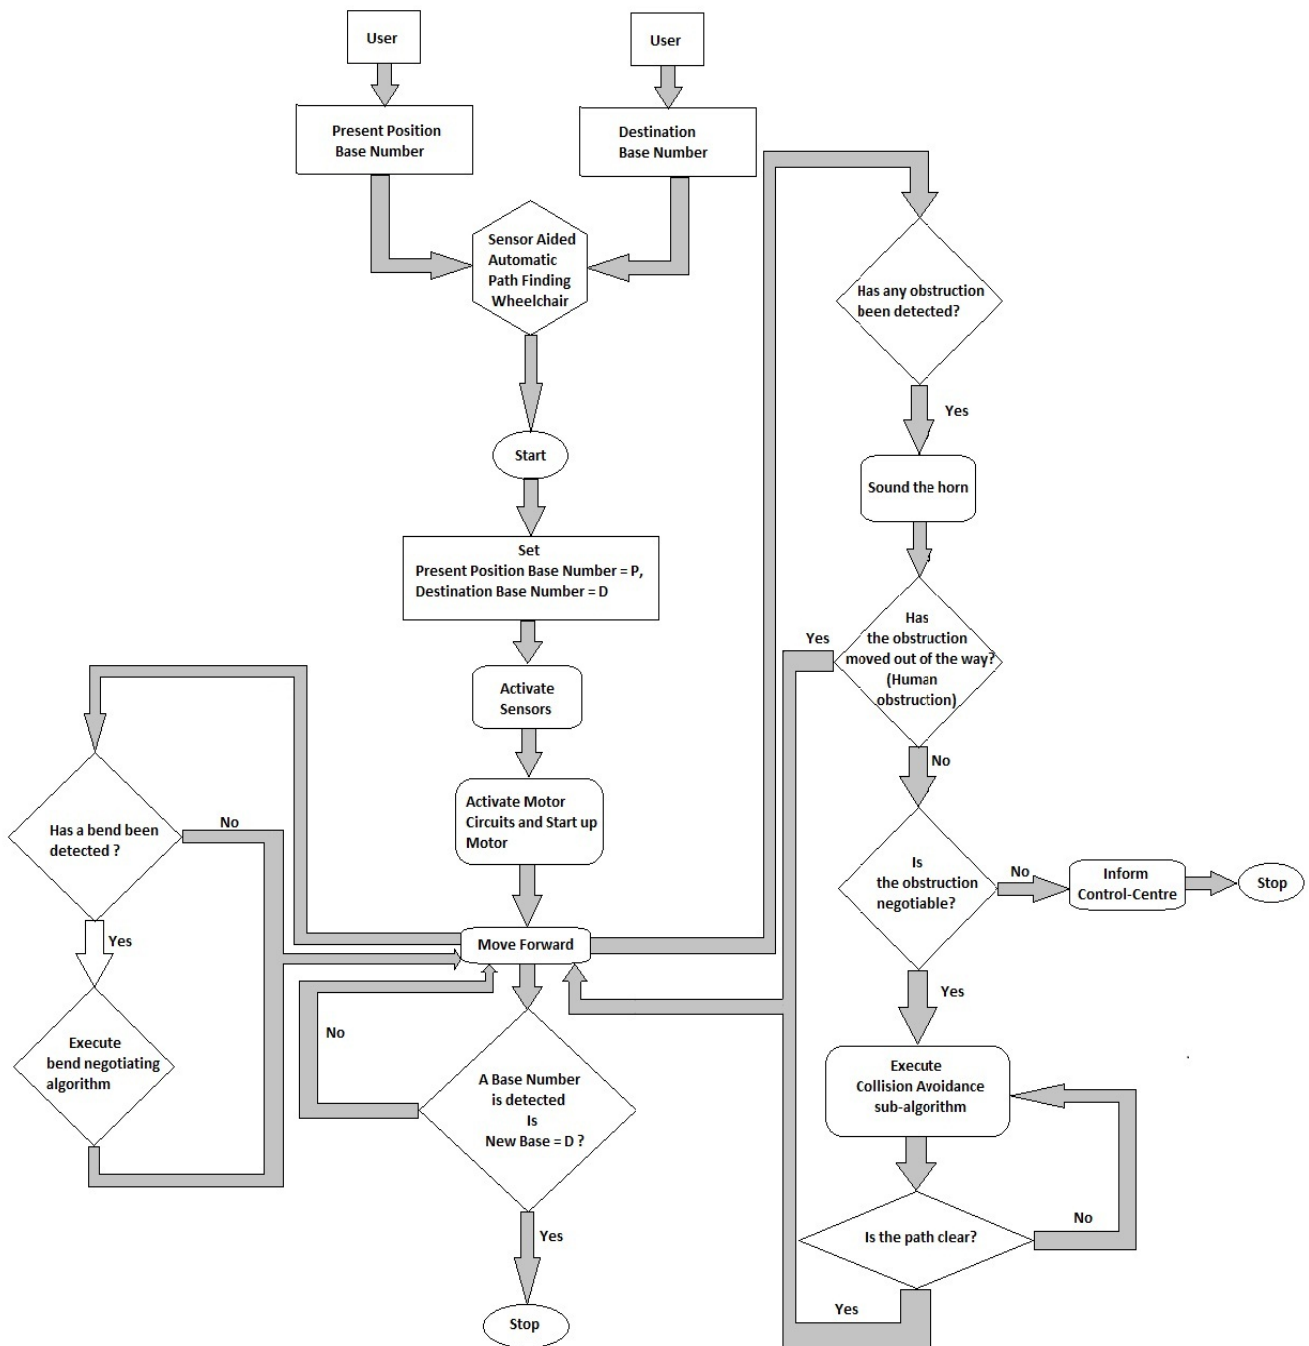 User
User
Present Position
Base Number
Destination
Base Number
Sensor Aided
Automatic
Path Finding
Wheelchair
Has any obstruction
been detected?
Yes
Start
Sound the horn
Set
Present Position Base Number = P,
Destination Base Number = D
Has
the obstruction
moved out of the way?
(Human
obstruction)
Yes
No
Activate
Sensors
Activate Motor
Circuits and Start up
Motor
Has a bend been
detected ?
No
Yes
Is
the obstruction
negotiable?
No
Inform
Control-Centre
Stop
Move Forward
Yes
Execute
bend negotiating
algorithm
No
A Base Number
is detected
Is
New Base = D ?
Execute
Collision Avoidance
sub-algorithm
Is the path clear?
No
Yes
Yes
Stop